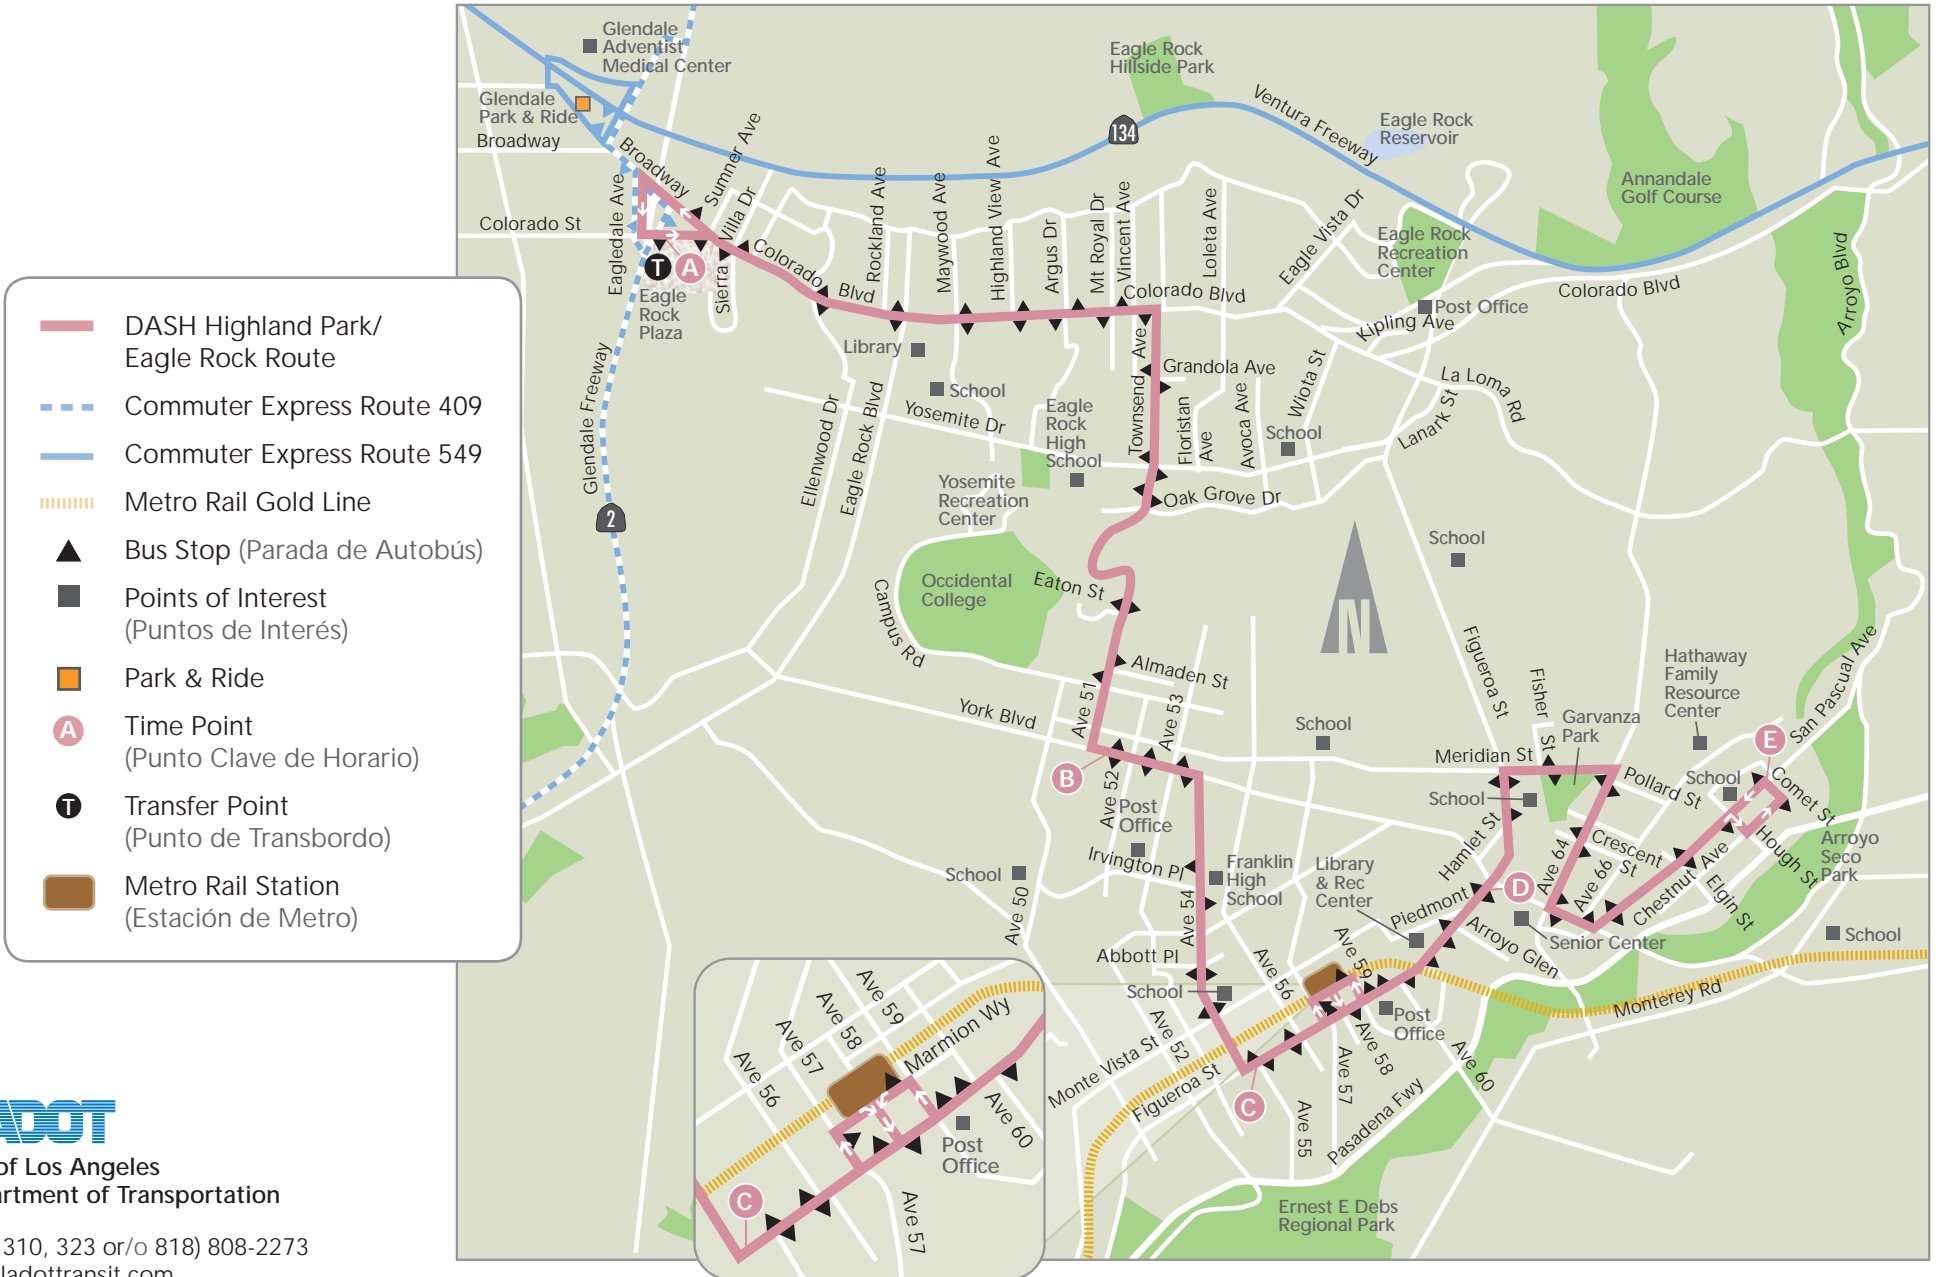 DASH Highland Park/
Eagle Rock Route
Commuter Express Route 409
Commuter Express Route 549
Metro Rail Gold Line
Bus Stop (Parada de Autobús)
Points of Interest
(Puntos de Interés)
Park & Ride
A
Time Point
(Punto Clave de Horario)
T
Transfer Point
(Punto de Transbordo)
Metro Rail Station
(Estación de Metro)
ADOT
of Los Angeles
artment of Transportation
310, 323 or/o 818) 808-2273
ladottransit.com
Glendale
Adventist
Medical Center
Glendale
Park & Ride
Broadway
Broadway
Sumner Ave
Villa Dr
Sierra
Eagledale Ave
Colorado St
T
A
Eagle
Rock
Plaza
Glendale Freeway
2
Colorado
Blvd
Rockland Ave
Maywood Ave
Highland View Ave
Argus Dr
Mt Royal Dr
Vincent Ave
Eagle Rock
Hillside Park
134
Ventura Freeway
Eagle Rock
Reservoir
Annandale
Golf Course
Loleta Ave
Eagle Vista Dr
Eagle Rock
Recreation
Center
Colorado Blvd
Colorado Blvd
Arroyo Blvd
Post Office
Kipling Ave
Library
School
Yosemite Dr
Ellenwood Dr
Eagle Rock Blvd
Eagle
Rock
High
School
Townsend
Ave
Grandola Ave
Floristan
Ave
Avoca Ave
Wiota St
School
La Loma Rd
Lanark St
Yosemite
Recreation
Center
Oak Grove Dr
School
Occidental
College
Campus Rd
Eaton St
N
Almaden St
York Blvd
Ave 51
Ave 53
B
Ave 52
Post
Office
School
Figueroa St
Fisher
St
Garvanza
Park
Hathaway
Family
Resource
Center
San Pascual Ave
E
Meridian St
Pollard St
School
Comet St
School
Hamlet St
Hough St
Arroyo
Seco
Park
Crescent
St
Ave 64
Ave 66
Chestnut Ave
Elgin St
School
Ave 50
Irvington Pl
Franklin
High
School
Library
& Rec
Center
Ave 54
Piedmont
D
Senior Center
Arroyo Glen
School
Abbott Pl
School
Ave 56
Ave 59
Monterey Rd
Post
Office
Ave 52
Monte Vista St
Figueroa St
C
Ave 58
Ave 57
Ave 60
Ave 55
Pasadena Fwy
Ernest E Debs
Regional Park
Ave 59
Ave 58
Ave 57
Ave 56
Marmion Wy
Ave 60
Post
Office
C
Ave 57